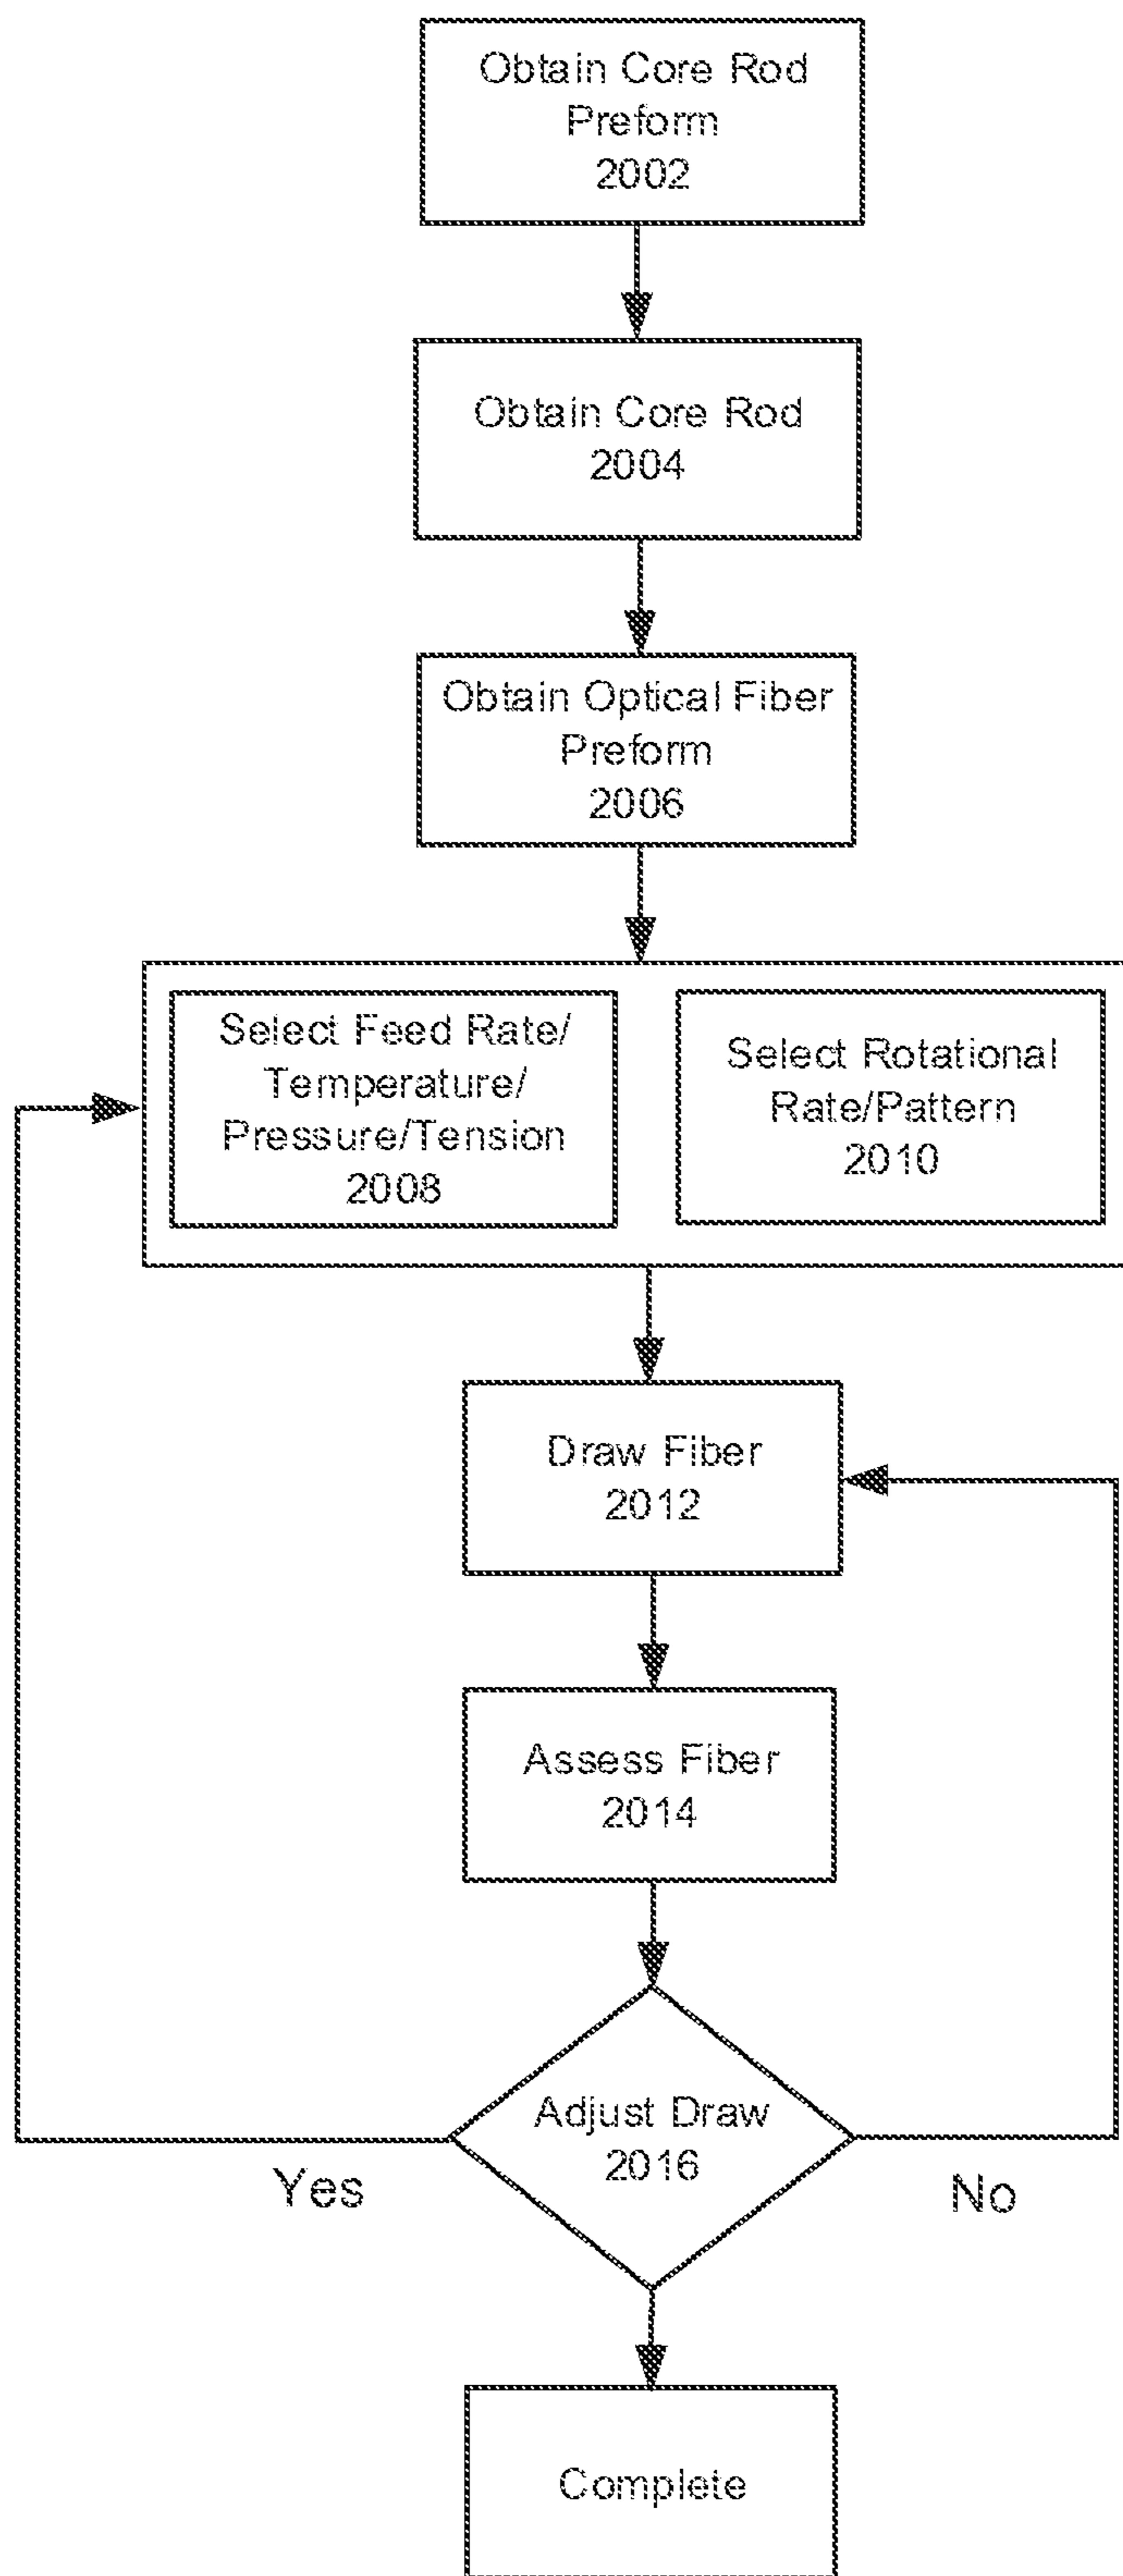 Obtain Core Rod
Preform
2002
Obtain Core Rod
2004
Obtain Optical Fiber
Preform
2006
Select Feed Rate/
Temperature/
Pressure/Tension
2008
Select Rotational
Rate/Pattern
2010
Draw Fiber
2012
Assess Fiber
2014
Adjust Draw
2016
Yes
No
Complete